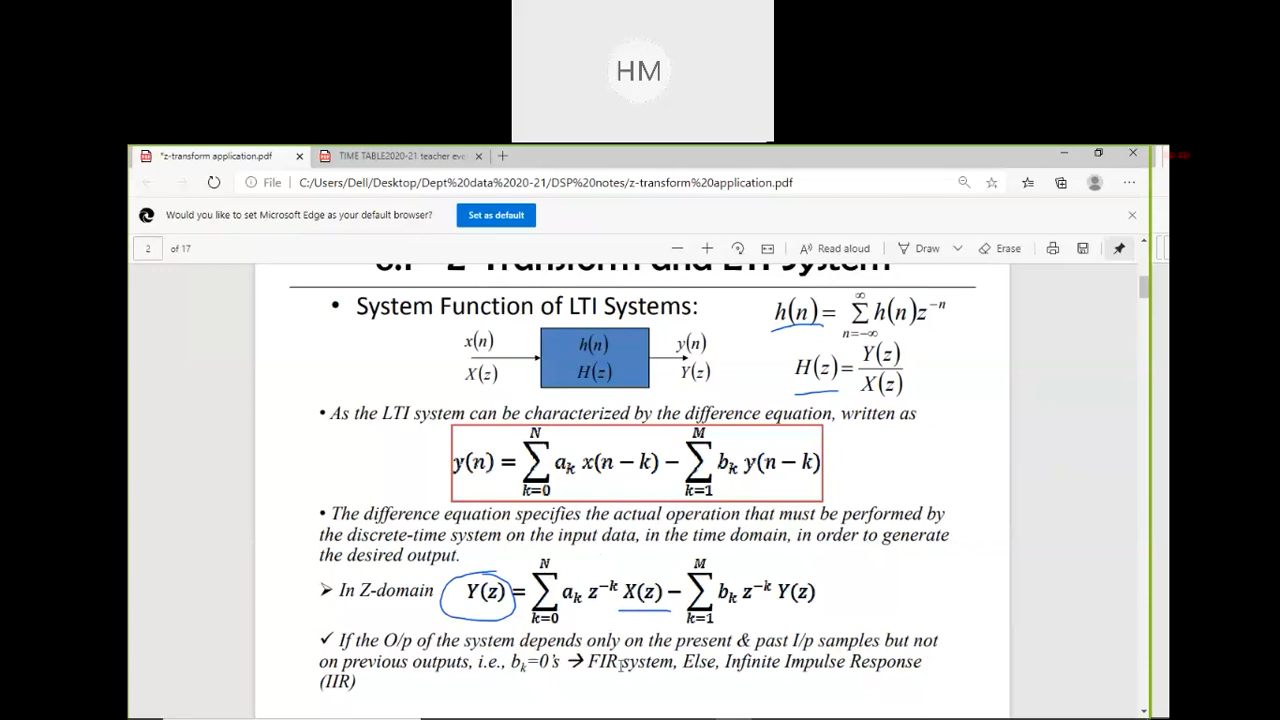 HM
*z-transform application.pdf
TIME TABLE2020-21 teacher eve
File C:/Users/Dell/Desktop/Dept%20data%2020-21/DSP%20notes/z-transform%20application.pdf
Would you like to set Microsoft Edge as your default browser? Set as default
2 of 17 Read aloud Draw Erase
z-Transform and LTI System
• System Function of LTI Systems:
h(n) = ∑_{n=-∞}^{∞} h(n)z^{-n}
x(n) h(n) y(n)
X(z) H(z) Y(z)
H(z) = Y(z)/X(z)
• As the LTI system can be characterized by the difference equation, written as
y(n) = ∑_{k=0}^{N} a_k x(n − k) − ∑_{k=1}^{M} b_k y(n − k)
• The difference equation specifies the actual operation that must be performed by
the discrete-time system on the input data, in the time domain, in order to generate
the desired output.
➢ In Z-domain Y(z) = ∑_{k=0}^{N} a_k z^{-k} X(z) − ∑_{k=1}^{M} b_k z^{-k} Y(z)
✓ If the O/p of the system depends only on the present & past I/p samples but not
on previous outputs, i.e., b_k=0's → FIR system, Else, Infinite Impulse Response
(IIR)